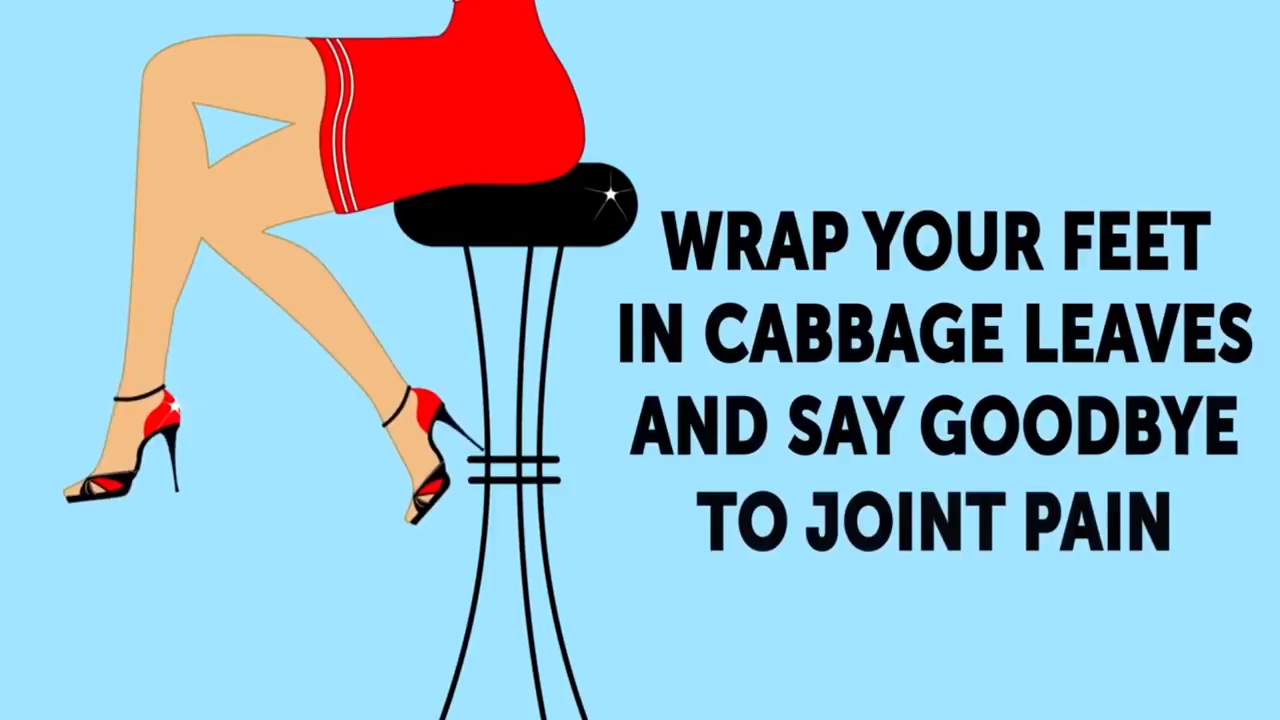 WRAP YOUR FEET
IN CABBAGE LEAVES
AND SAY GOODBYE
TO JOINT PAIN